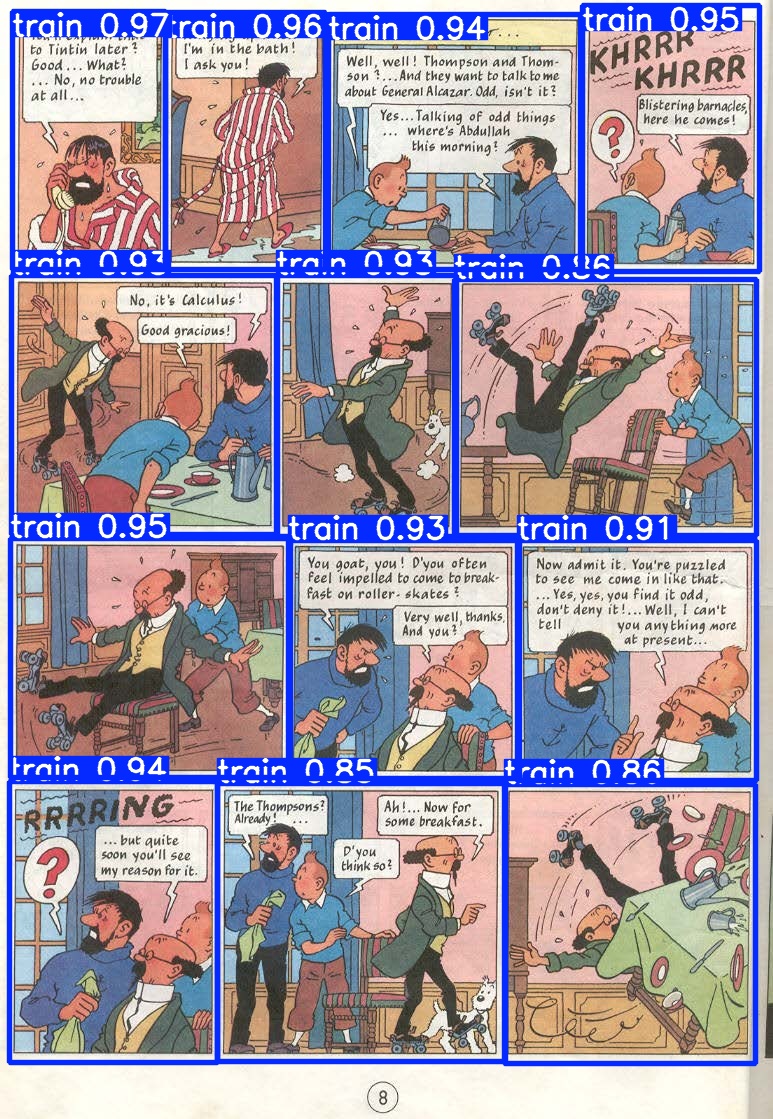 train 0.97
to Tintin later?
Good... What?
... No, no trouble
at all...
train 0.96
I'm in the bath!
I ask you!
train 0.94
Well, well! Thompson and Thom-
son?...And they want to talk to me
about General Alcazar. Odd, isn't it?
Yes...Talking of odd things
... where's Abdullah
this morning?
train 0.95
KHRRR
KHRRR
Blistering barnacles,
here he comes!
?
train 0.93
No, it's Calculus!
Good gracious!
train 0.93
train 0.86
train 0.95
train 0.93
You goat, you! D'you often
feel impelled to come to break-
fast on roller-skates?
Very well, thanks.
And you?
train 0.91
Now admit it. You're puzzled
to see me come in like that.
...Yes, yes, you find it odd,
don't deny it!...Well, I can't
tell you anything more
at present...
train 0.94
RRRRING
?
...but quite
soon you'll see
my reason for it.
train 0.85
The Thompsons?
Already! ...
Ah!... Now for
some breakfast.
D'you
think so?
train 0.86
8